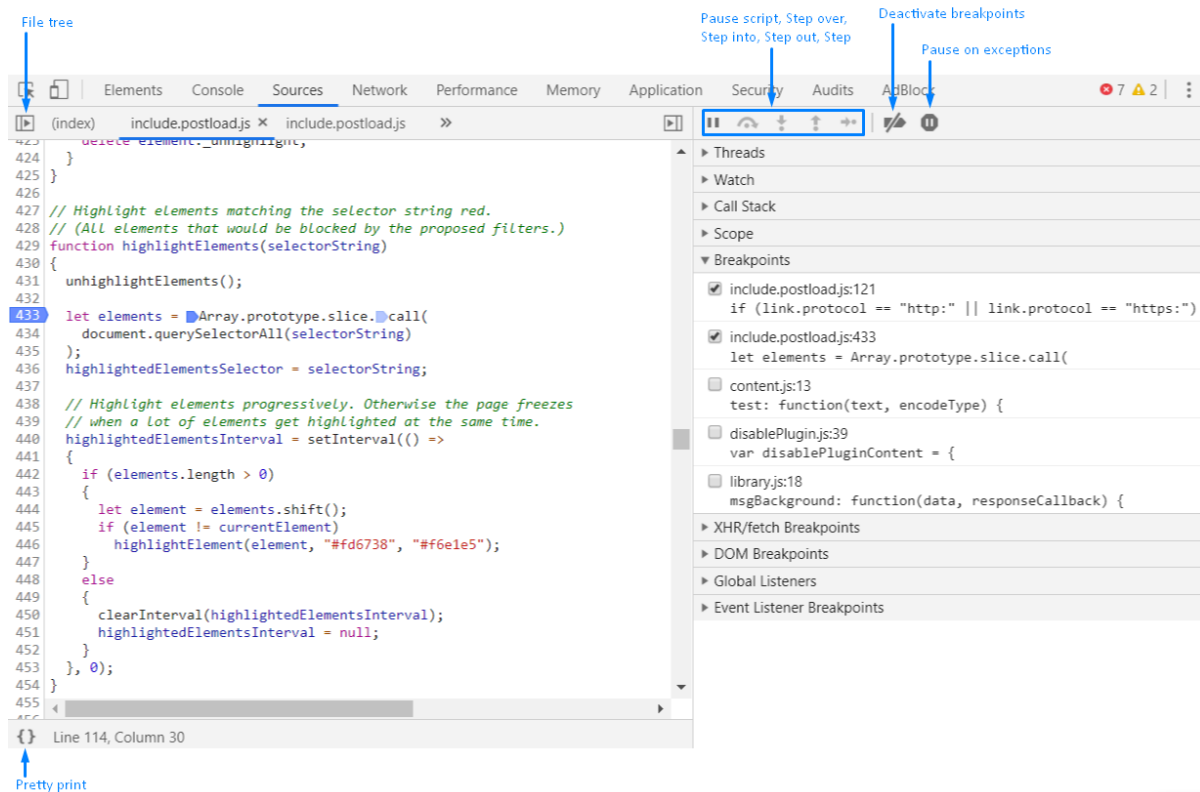 File tree
Pause script, Step over,
Step into, Step out, Step
Deactivate breakpoints
Pause on exceptions
Elements Console Sources Network Performance Memory Application Security Audits AdBlock 7 2
(index) include.postload.js × include.postload.js »
423 delete element._unhighlight;
424 }
425 }
426
427 // Highlight elements matching the selector string red.
428 // (All elements that would be blocked by the proposed filters.)
429 function highlightElements(selectorString)
430 {
431 unhighlightElements();
432
433 let elements = Array.prototype.slice.call(
434 document.querySelectorAll(selectorString)
435 );
436 highlightedElementsSelector = selectorString;
437
438 // Highlight elements progressively. Otherwise the page freezes
439 // when a lot of elements get highlighted at the same time.
440 highlightedElementsInterval = setInterval(() =>
441 {
442 if (elements.length > 0)
443 {
444 let element = elements.shift();
445 if (element != currentElement)
446 highlightElement(element, "#fd6738", "#f6e1e5");
447 }
448 else
449 {
450 clearInterval(highlightedElementsInterval);
451 highlightedElementsInterval = null;
452 }
453 }, 0);
454 }
455
456
{} Line 114, Column 30
Pretty print
Threads
Watch
Call Stack
Scope
Breakpoints
include.postload.js:121
if (link.protocol == "http:" || link.protocol == "https:")
include.postload.js:433
let elements = Array.prototype.slice.call(
content.js:13
test: function(text, encodeType) {
disablePlugin.js:39
var disablePluginContent = {
library.js:18
msgBackground: function(data, responseCallback) {
XHR/fetch Breakpoints
DOM Breakpoints
Global Listeners
Event Listener Breakpoints